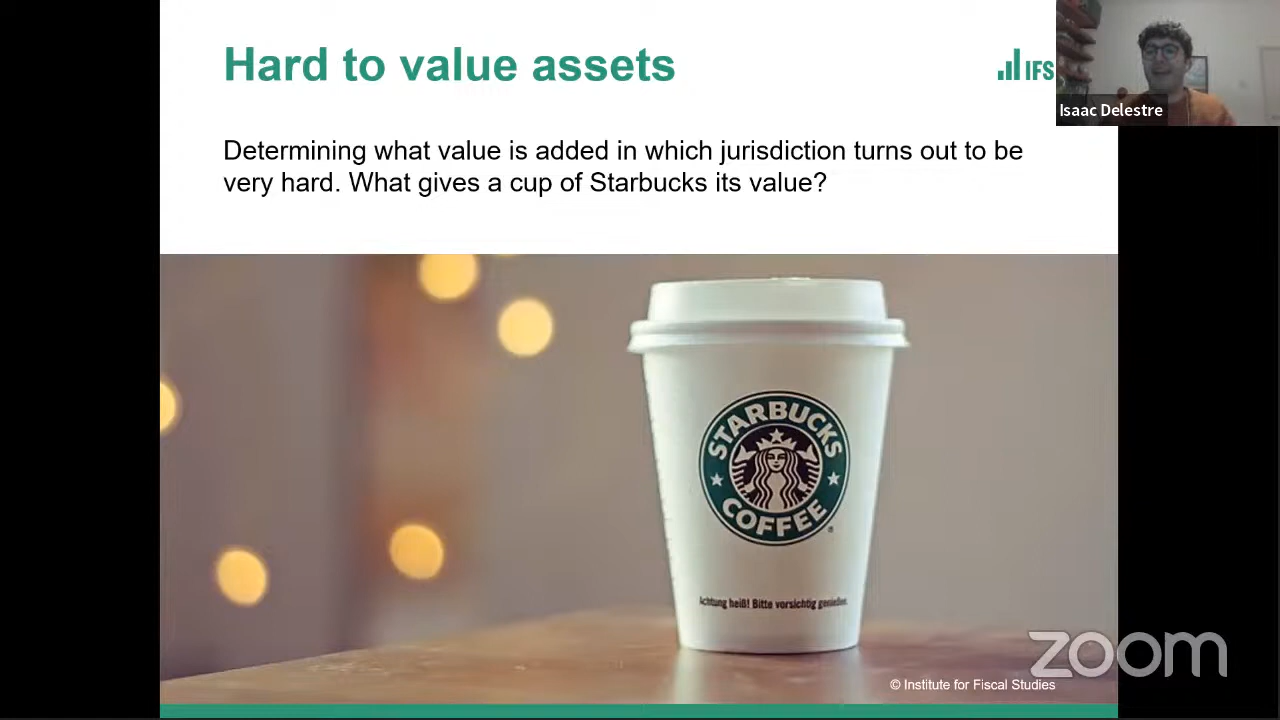 Hard to value assets
IFS
Isaac Delestre
Determining what value is added in which jurisdiction turns out to be
very hard. What gives a cup of Starbucks its value?
STARBUCKS
COFFEE
®
Achtung heiß! Bitte vorsichtig genießen.
zoom
© Institute for Fiscal Studies